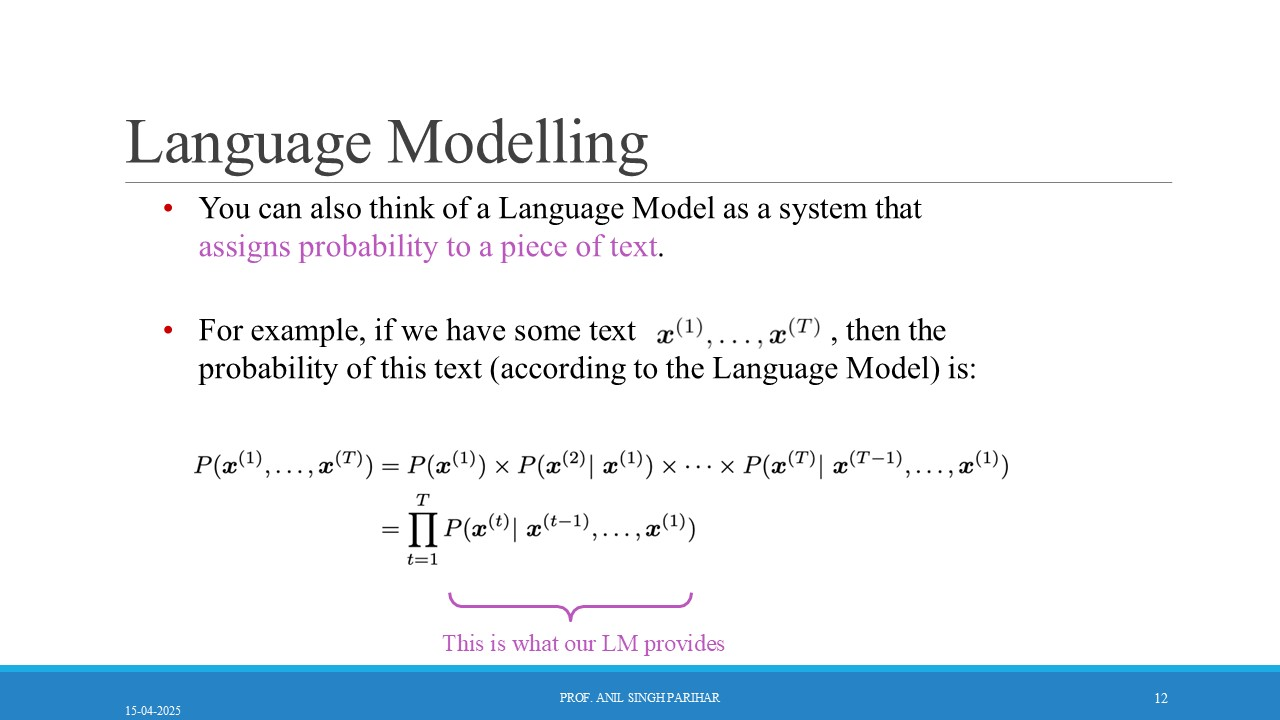 Language Modelling
• You can also think of a Language Model as a system that
assigns probability to a piece of text.
• For example, if we have some text x^(1), . . . , x^(T) , then the
probability of this text (according to the Language Model) is:
P(x^(1), . . . , x^(T)) = P(x^(1)) × P(x^(2)| x^(1)) × · · · × P(x^(T)| x^(T−1), . . . , x^(1))
= ∏_{t=1}^{T} P(x^(t)| x^(t−1), . . . , x^(1))
This is what our LM provides
PROF. ANIL SINGH PARIHAR
12
15-04-2025